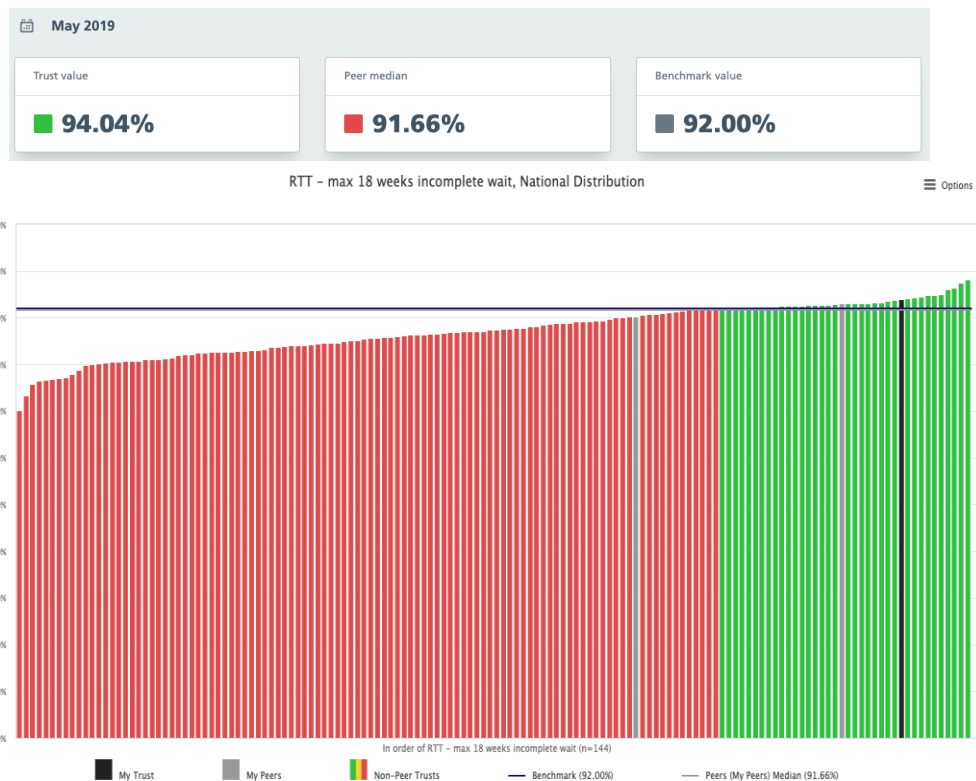 May 2019
Trust value
Peer median
Benchmark value
94.04%
91.66%
92.00%
RTT – max 18 weeks incomplete wait, National Distribution
Options
In order of RTT – max 18 weeks incomplete wait (n=144)
My Trust
My Peers
Non-Peer Trusts
Benchmark (92.00%)
Peers (My Peers) Median (91.66%)